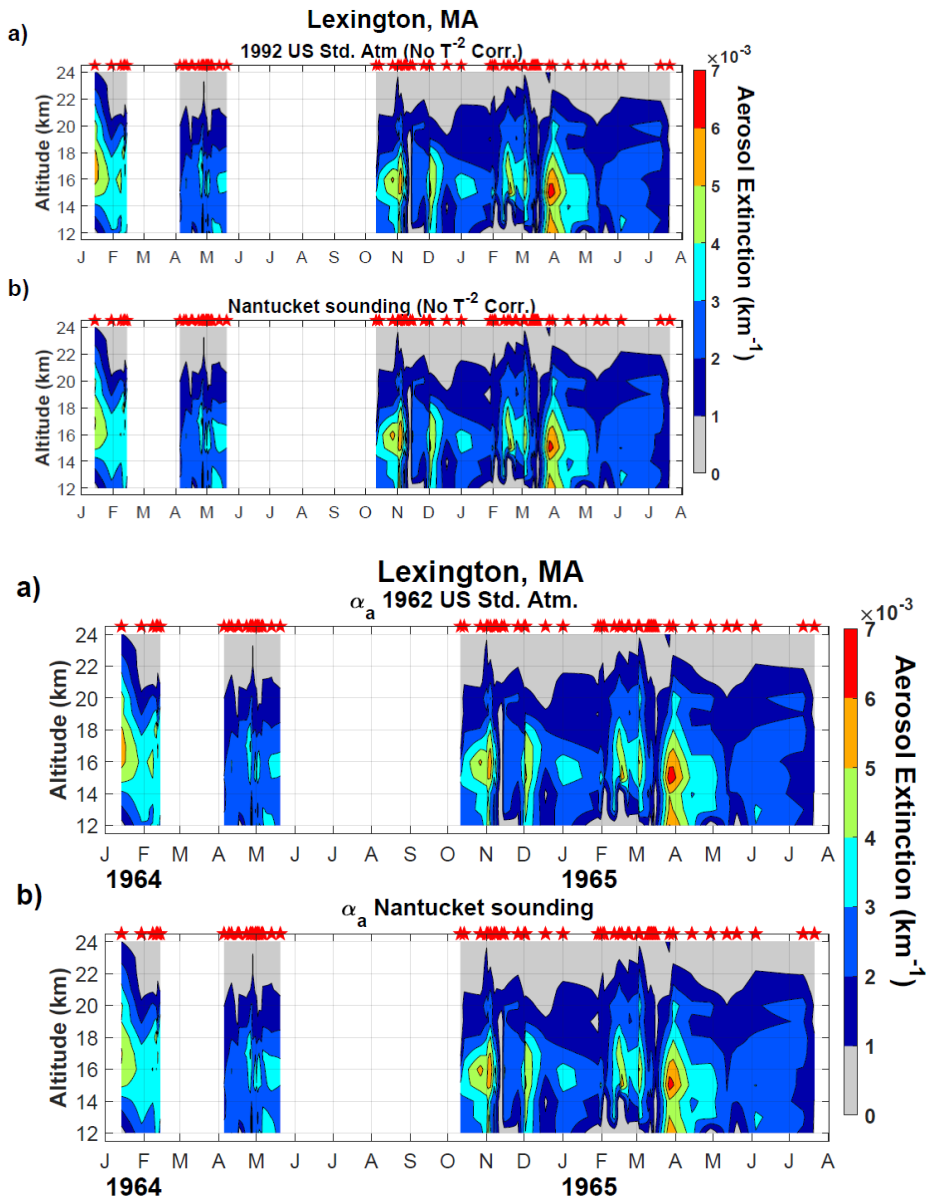 Lexington, MA
a)
1992 US Std. Atm (No T-2 Corr.)
×10-3
7
6
5
4
3
2
1
0
Aerosol Extinction (km-1)
24
22
20
18
16
14
12
Altitude (km)
J F M A M J J A S O N D J F M A M J J A
b)
Nantucket sounding (No T-2 Corr.)
24
22
20
18
16
14
12
Altitude (km)
J F M A M J J A S O N D J F M A M J J A
Lexington, MA
a)
αa 1962 US Std. Atm.
×10-3
7
6
5
4
3
2
1
0
Aerosol Extinction (km-1)
24
22
20
18
16
14
12
Altitude (km)
J F M A M J J A S O N D J F M A M J J A
1964 1965
b)
αa Nantucket sounding
24
22
20
18
16
14
12
Altitude (km)
J F M A M J J A S O N D J F M A M J J A
1964 1965